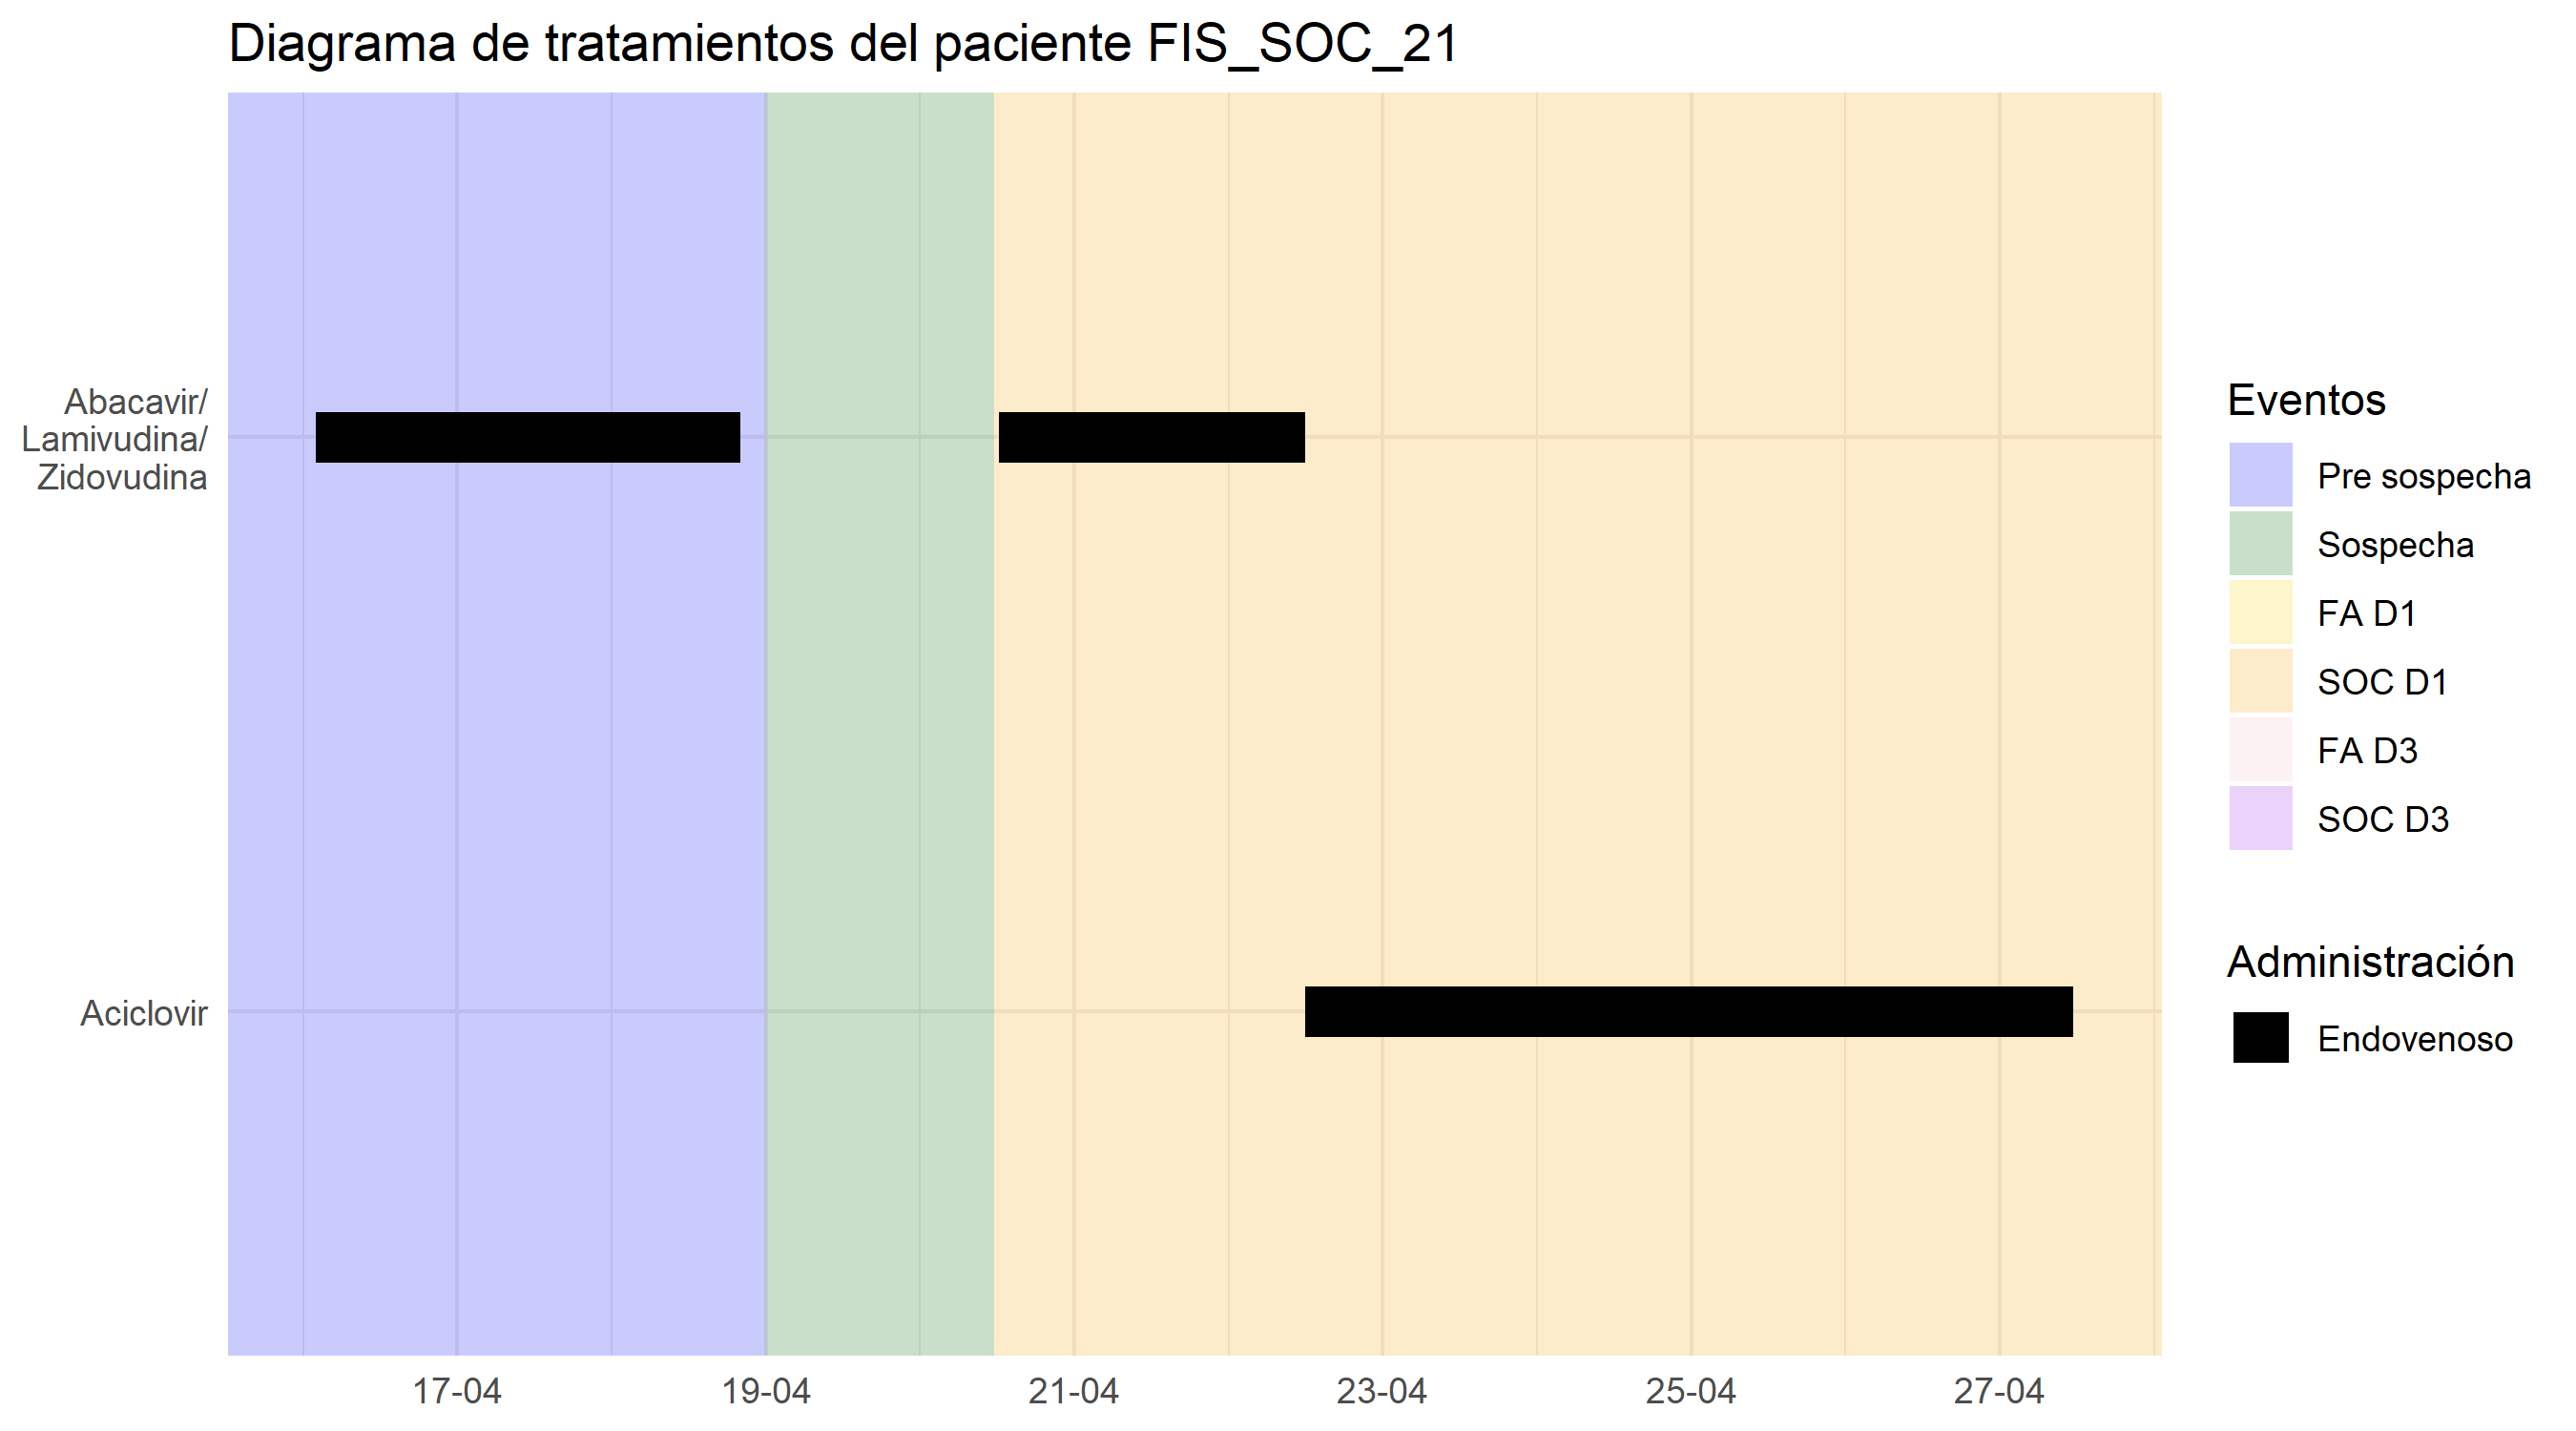 Diagrama de tratamientos del paciente FIS_SOC_21
Abacavir/
Lamivudina/
Zidovudina
Aciclovir
17-04
19-04
21-04
23-04
25-04
27-04
Eventos
Pre sospecha
Sospecha
FA D1
SOC D1
FA D3
SOC D3
Administración
Endovenoso